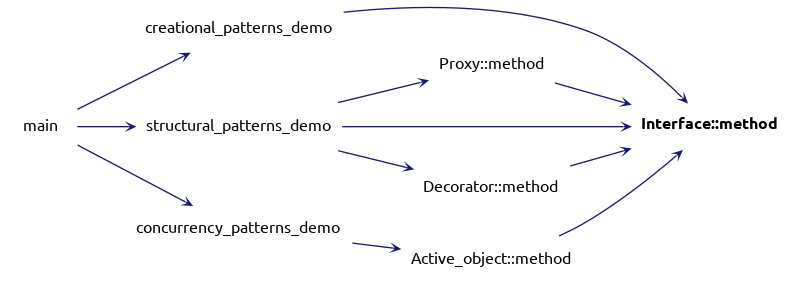 creational_patterns_demo
Proxy::method
main
structural_patterns_demo
Interface::method
Decorator::method
concurrency_patterns_demo
Active_object::method